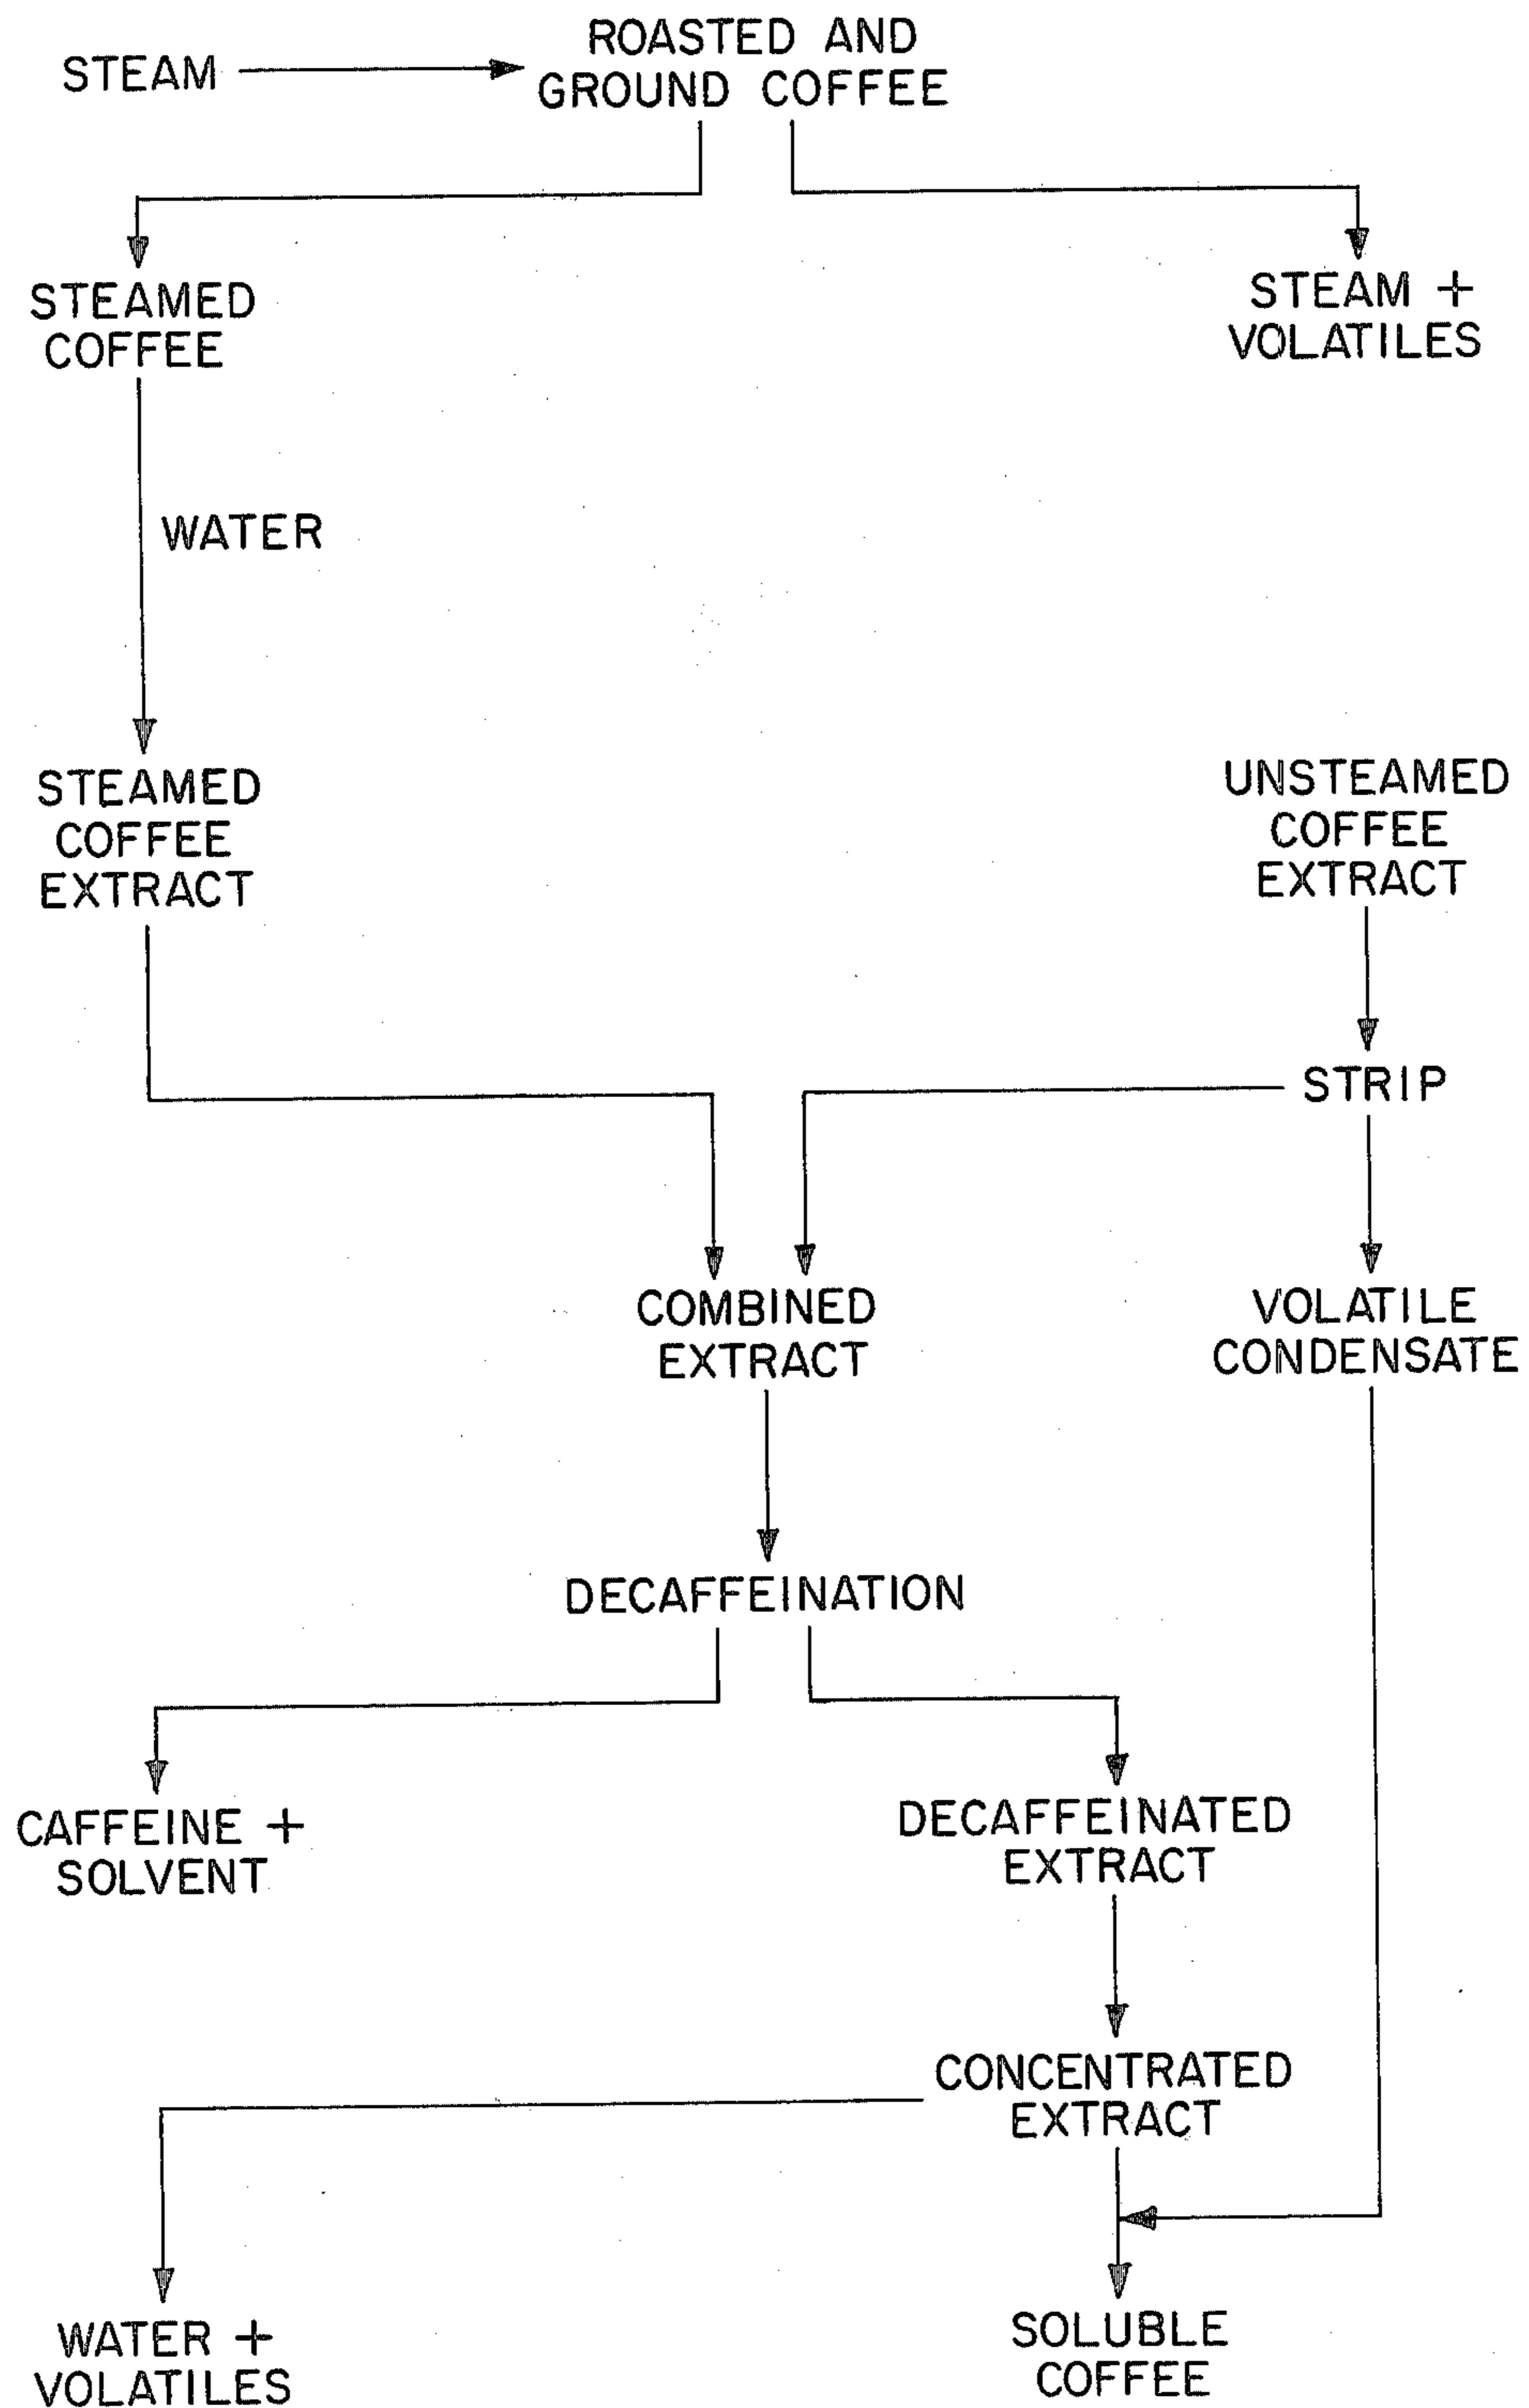 STEAM
ROASTED AND
GROUND COFFEE
STEAMED
COFFEE
STEAM +
VOLATILES
WATER
STEAMED
COFFEE
EXTRACT
UNSTEAMED
COFFEE
EXTRACT
STRIP
COMBINED
EXTRACT
VOLATILE
CONDENSATE
DECAFFEINATION
CAFFEINE +
SOLVENT
DECAFFEINATED
EXTRACT
CONCENTRATED
EXTRACT
WATER +
VOLATILES
SOLUBLE
COFFEE